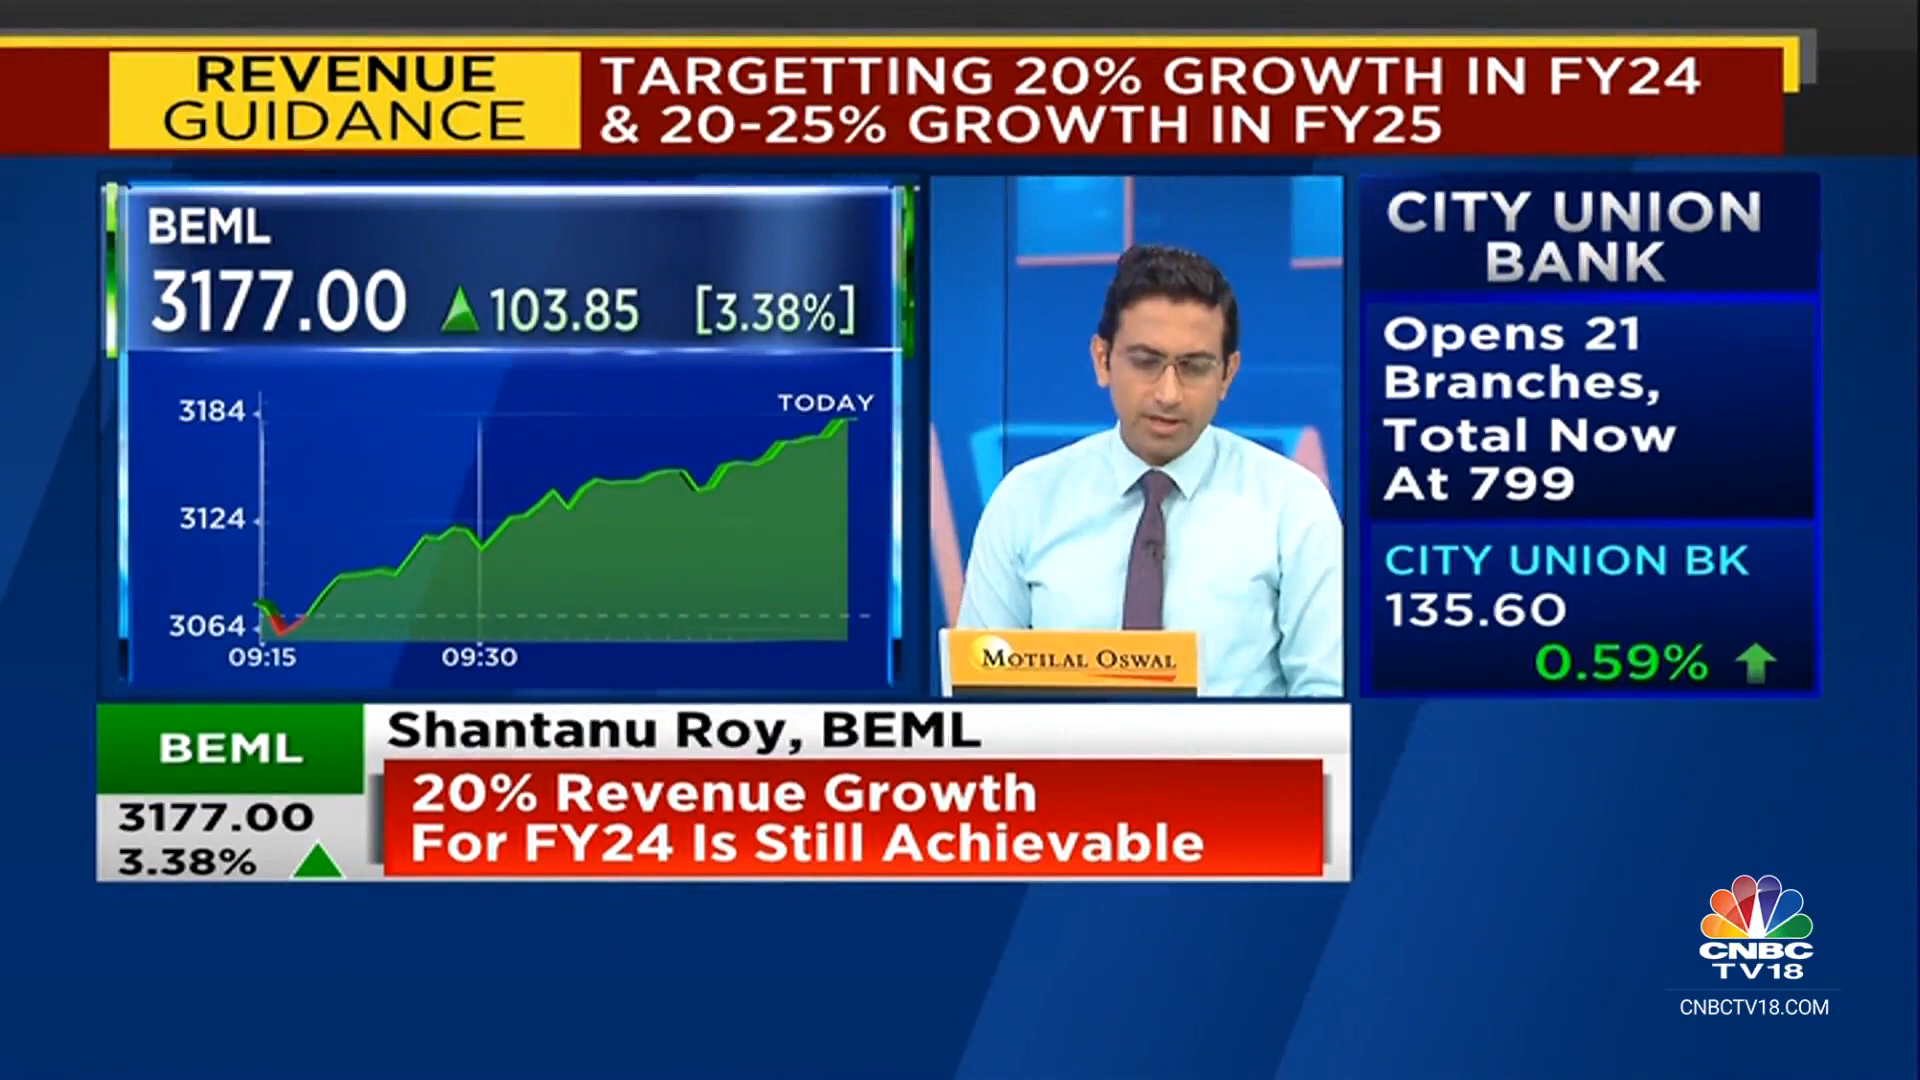 REVENUE
GUIDANCE
TARGETTING 20% GROWTH IN FY24
& 20-25% GROWTH IN FY25
BEML
3177.00 ▲ 103.85 [3.38%]
TODAY
3184
3124
3064
09:15
09:30
MOTILAL OSWAL
CITY UNION
BANK
Opens 21
Branches,
Total Now
At 799
CITY UNION BK
135.60
0.59%
BEML
3177.00
3.38%
Shantanu Roy, BEML
20% Revenue Growth
For FY24 Is Still Achievable
CNBC
TV18
CNBCTV18.COM